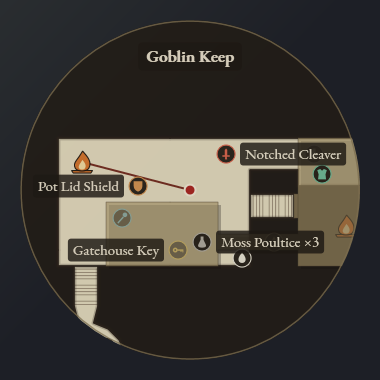 Goblin Keep
Notched Cleaver
Pot Lid Shield
Moss Poultice ×3
Gatehouse Key